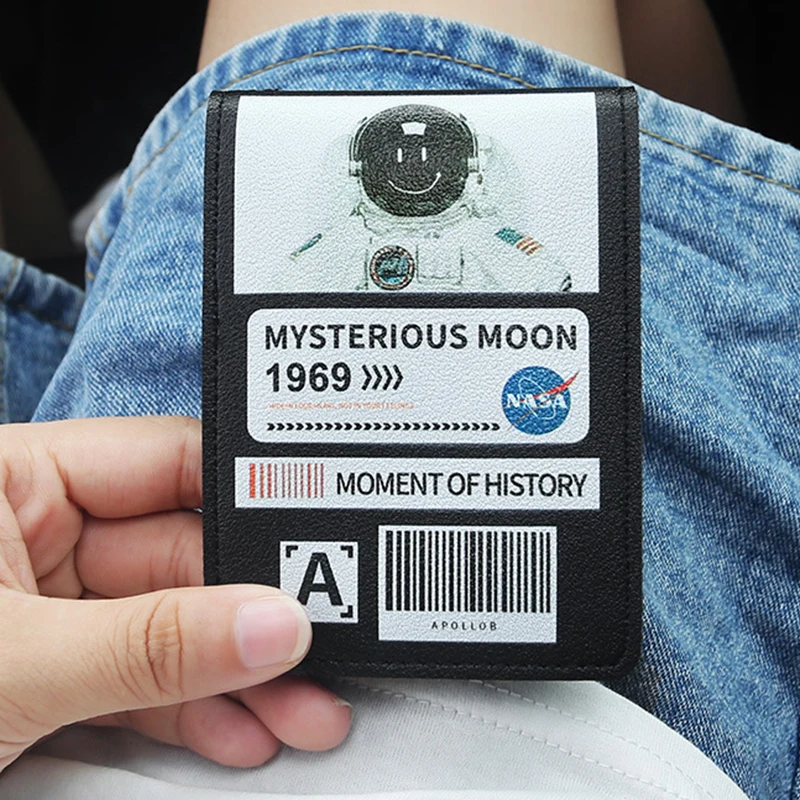 MYSTERIOUS MOON
1969 》》》
NASA
MOMENT OF HISTORY
A
APOLLOB